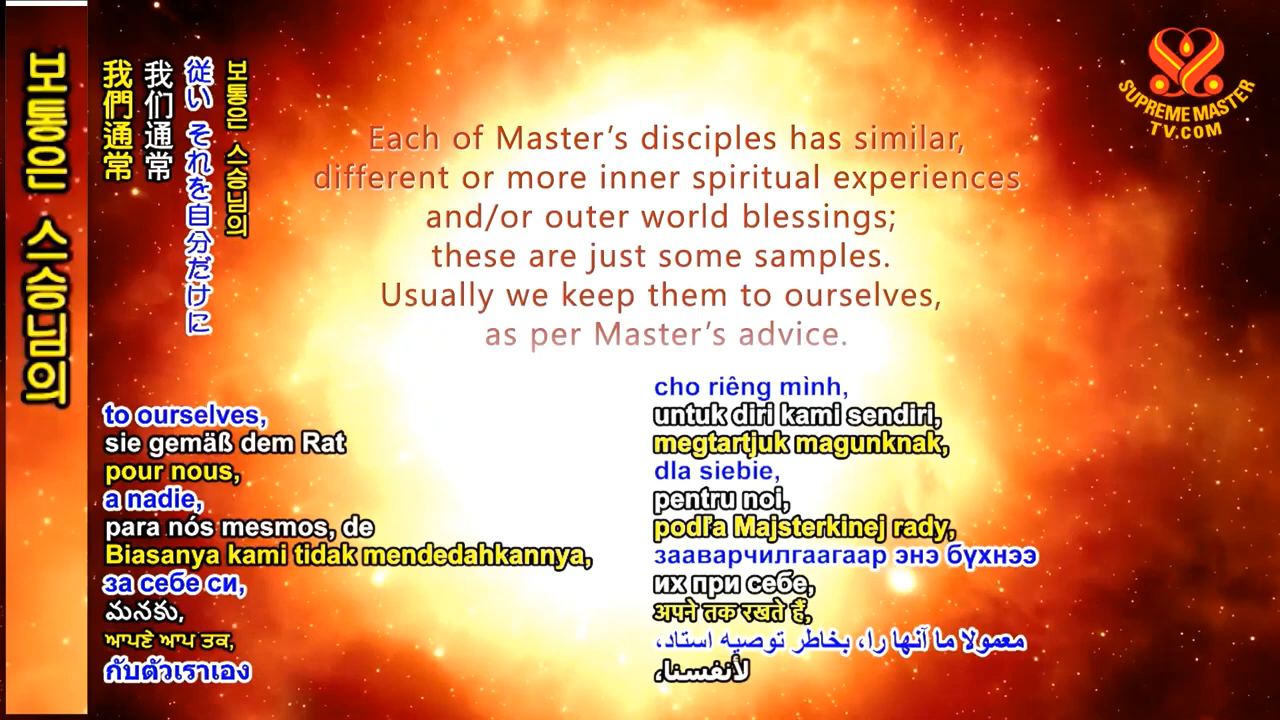 보통은 스승님의
我們通常
我们通常
従い それを自分だけに
보통은 스승님의
SUPREME MASTER
TV.COM
Each of Master's disciples has similar,
different or more inner spiritual experiences
and/or outer world blessings;
these are just some samples.
Usually we keep them to ourselves,
as per Master's advice.
to ourselves,
sie gemäß dem Rat
pour nous,
a nadie,
para nós mesmos, de
Biasanya kami tidak mendedahkannya,
за себе си,
మనకు,
ਆਪਣੇ ਆਪ ਤਕ,
กับตัวเราเอง
cho riêng mình,
untuk diri kami sendiri,
megtartjuk magunknak,
dla siebie,
pentru noi,
podľa Majsterkinej rady,
зааварчилгаагаар энэ бүхнээ
их при себе,
अपने तक रखते हैं,
معمولا ما آنها را، بخاطر توصیه استاد،
لأنفسنا،